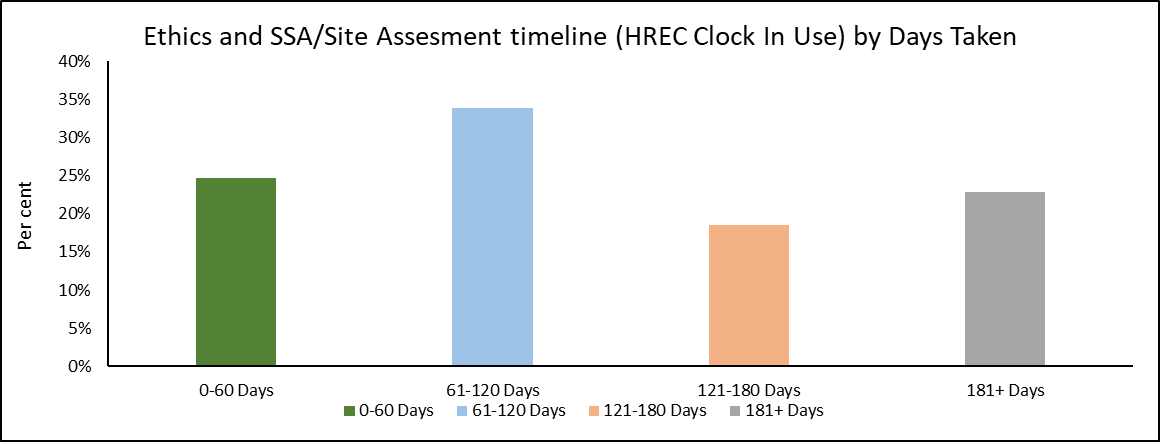 Ethics and SSA/Site Assesment timeline (HREC Clock In Use) by Days Taken
40%
35%
30%
25%
20%
15%
10%
5%
0%
Per cent
0-60 Days 61-120 Days 121-180 Days 181+ Days
0-60 Days 61-120 Days 121-180 Days 181+ Days